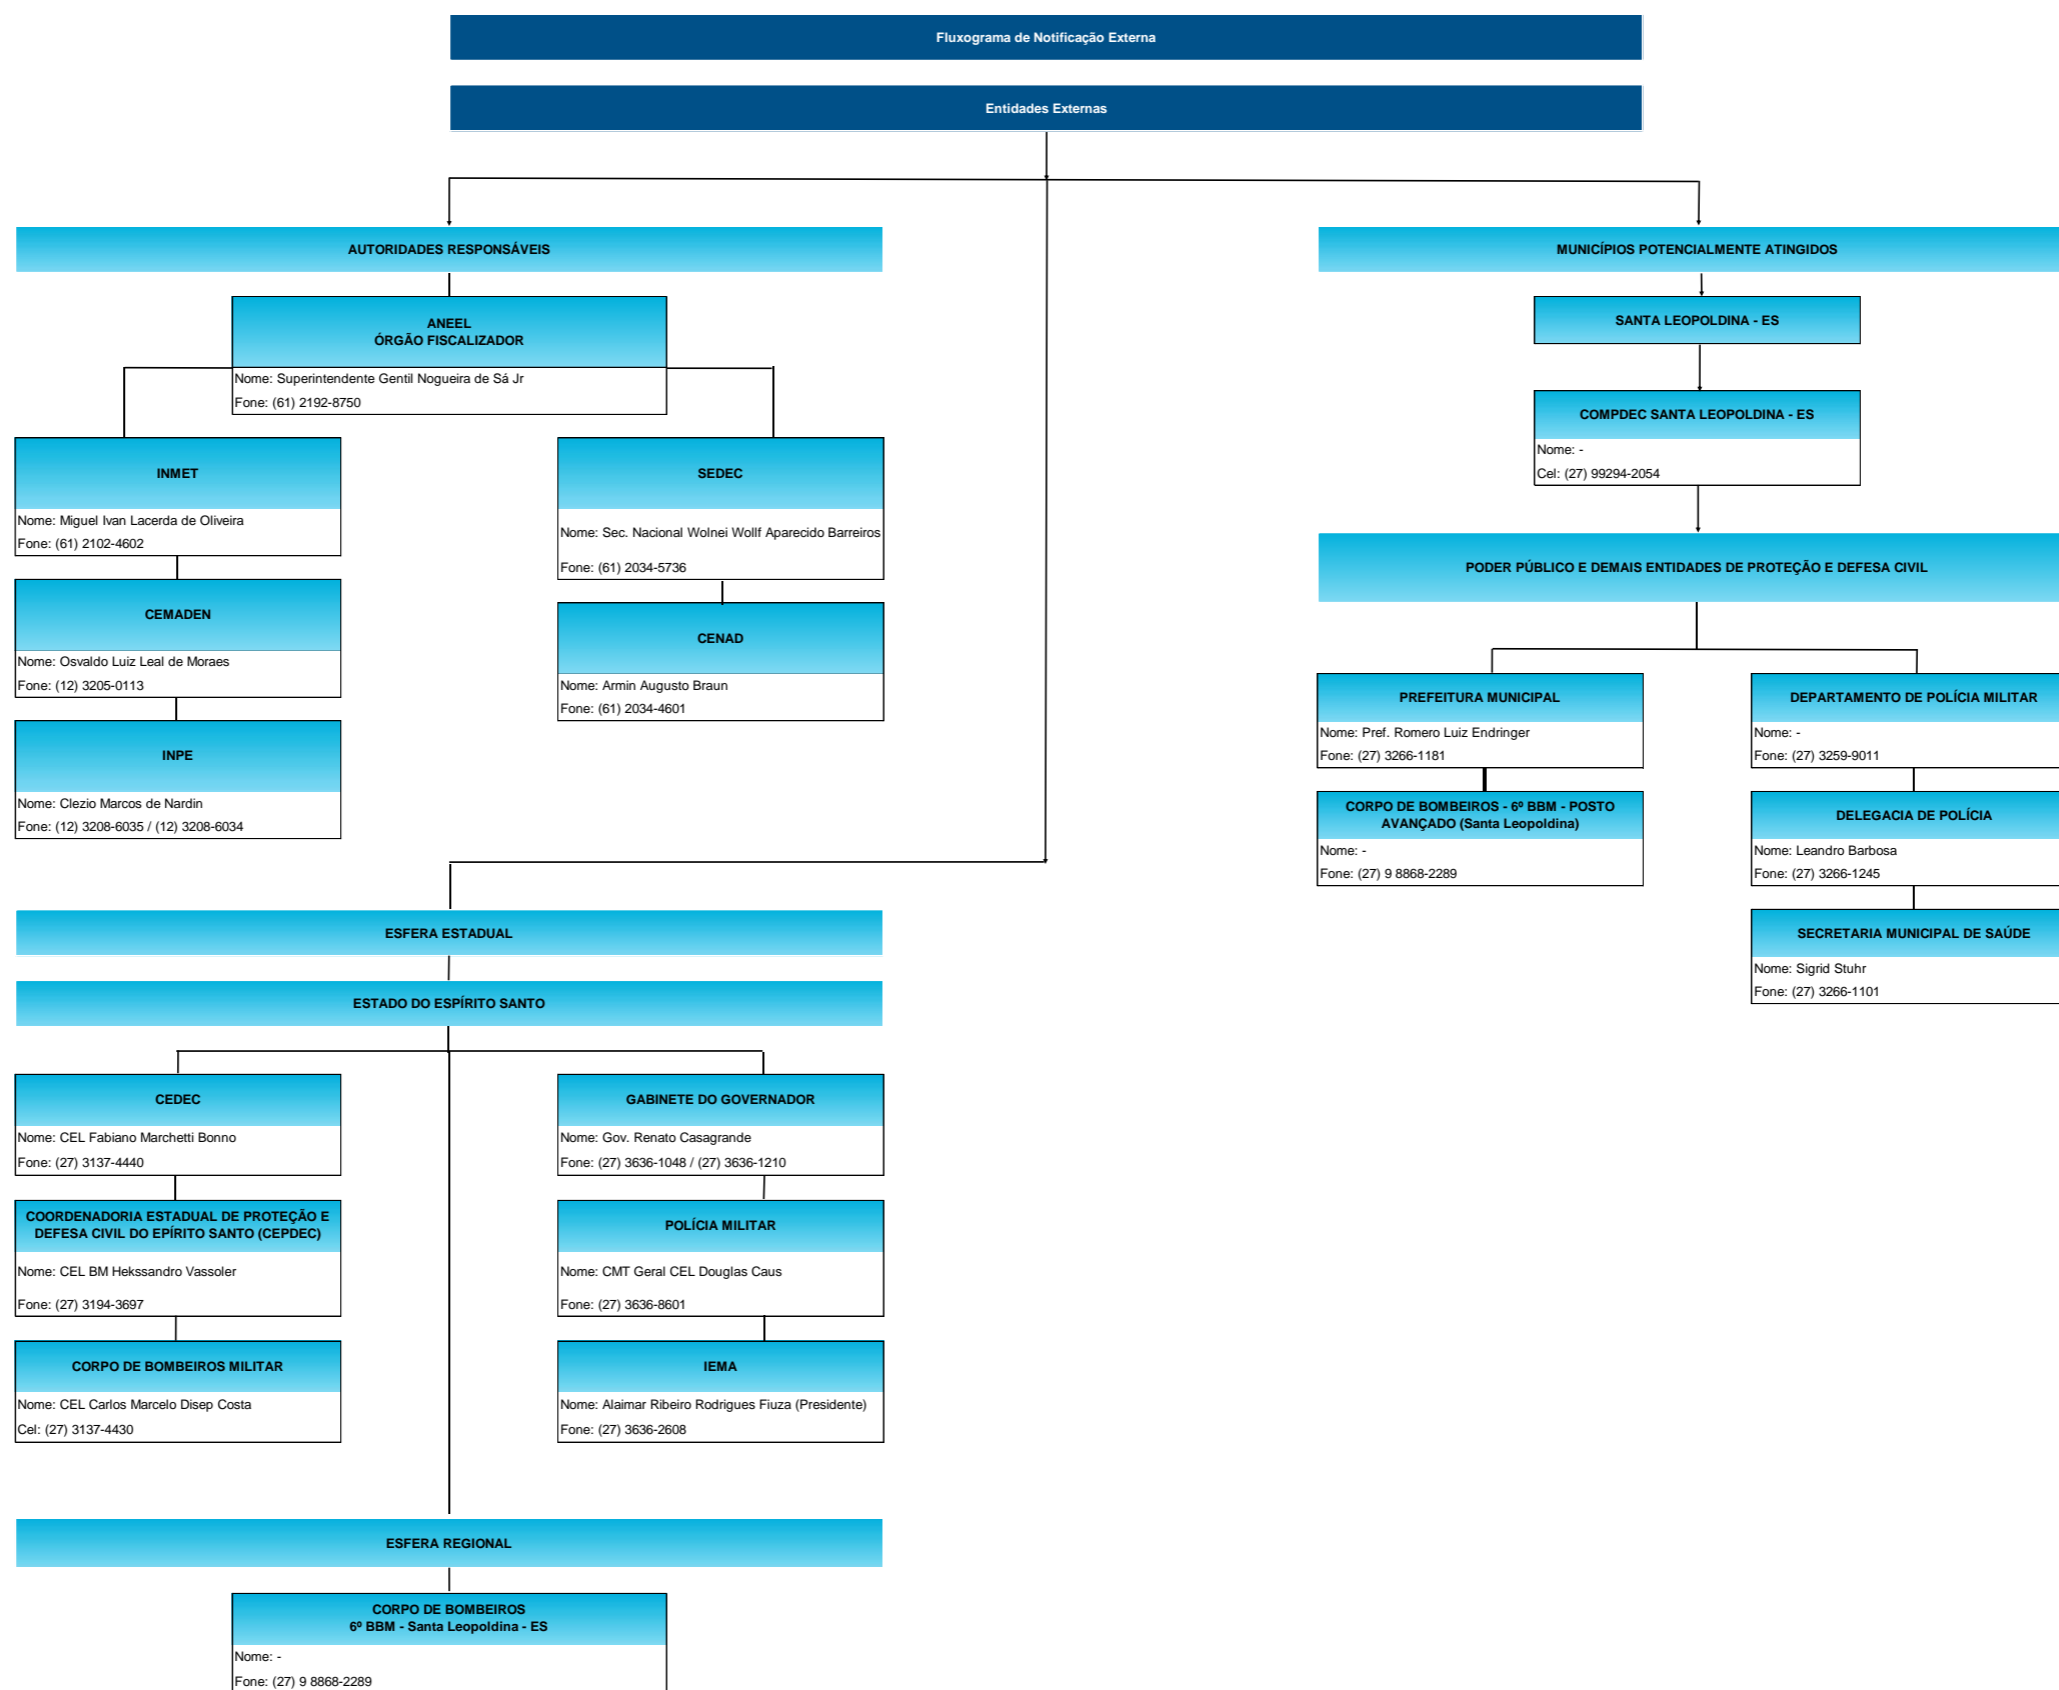 Fluxograma de Notificação Externa
Entidades Externas
AUTORIDADES RESPONSÁVEIS
ANEEL
ÓRGÃO FISCALIZADOR
Nome: Superintendente Gentil Nogueira de Sá Jr
Fone: (61) 2192-8750
INMET
Nome: Miguel Ivan Lacerda de Oliveira
Fone: (61) 2102-4602
CEMADEN
Nome: Osvaldo Luiz Leal de Moraes
Fone: (12) 3205-0113
INPE
Nome: Clezio Marcos de Nardin
Fone: (12) 3208-6035 / (12) 3208-6034
SEDEC
Nome: Sec. Nacional Wolnei Wollf Aparecido Barreiros
Fone: (61) 2034-5736
CENAD
Nome: Armin Augusto Braun
Fone: (61) 2034-4601
MUNICÍPIOS POTENCIALMENTE ATINGIDOS
SANTA LEOPOLDINA - ES
COMPDEC SANTA LEOPOLDINA - ES
Nome: -
Cel: (27) 99294-2054
PODER PÚBLICO E DEMAIS ENTIDADES DE PROTEÇÃO E DEFESA CIVIL
PREFEITURA MUNICIPAL
Nome: Pref. Romero Luiz Endringer
Fone: (27) 3266-1181
CORPO DE BOMBEIROS - 6º BBM - POSTO
AVANÇADO (Santa Leopoldina)
Nome: -
Fone: (27) 9 8868-2289
DEPARTAMENTO DE POLÍCIA MILITAR
Nome: -
Fone: (27) 3259-9011
DELEGACIA DE POLÍCIA
Nome: Leandro Barbosa
Fone: (27) 3266-1245
SECRETARIA MUNICIPAL DE SAÚDE
Nome: Sigrid Stuhr
Fone: (27) 3266-1101
ESFERA ESTADUAL
ESTADO DO ESPÍRITO SANTO
CEDEC
Nome: CEL Fabiano Marchetti Bonno
Fone: (27) 3137-4440
COORDENADORIA ESTADUAL DE PROTEÇÃO E
DEFESA CIVIL DO EPÍRITO SANTO (CEPDEC)
Nome: CEL BM Hekssandro Vassoler
Fone: (27) 3194-3697
CORPO DE BOMBEIROS MILITAR
Nome: CEL Carlos Marcelo Disep Costa
Cel: (27) 3137-4430
GABINETE DO GOVERNADOR
Nome: Gov. Renato Casagrande
Fone: (27) 3636-1048 / (27) 3636-1210
POLÍCIA MILITAR
Nome: CMT Geral CEL Douglas Caus
Fone: (27) 3636-8601
IEMA
Nome: Alaimar Ribeiro Rodrigues Fiuza (Presidente)
Fone: (27) 3636-2608
ESFERA REGIONAL
CORPO DE BOMBEIROS
6º BBM - Santa Leopoldina - ES
Nome: -
Fone: (27) 9 8868-2289